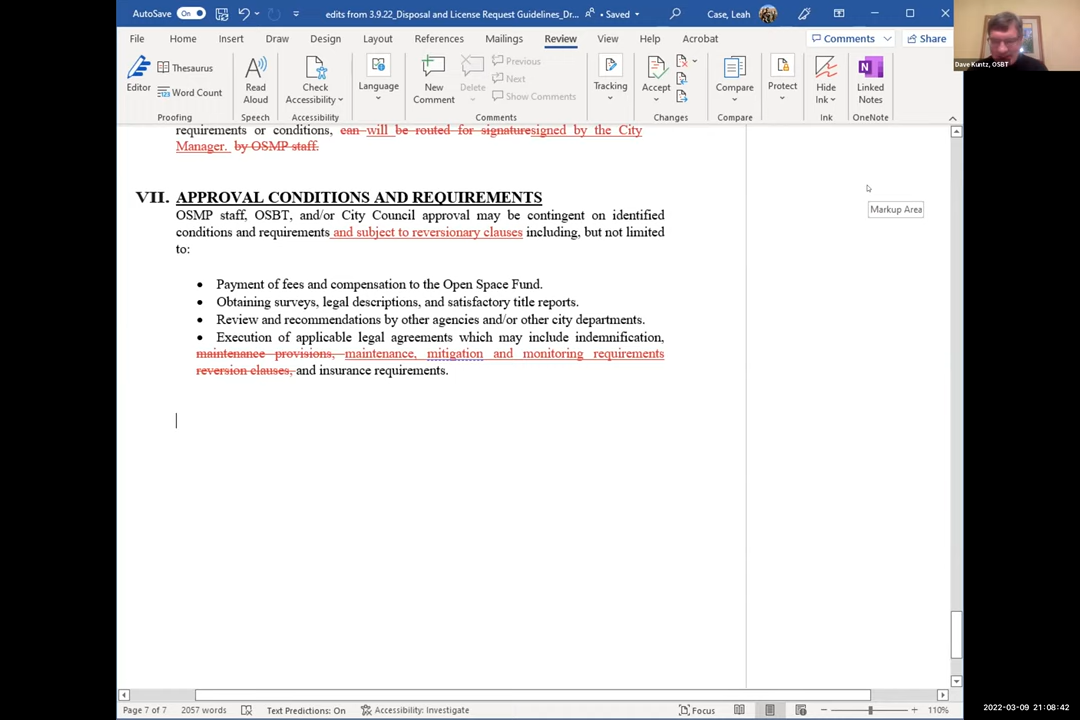 AutoSave On edits from 3.9.22_Disposal and License Request Guidelines_Dr... • Saved Case, Leah
File Home Insert Draw Design Layout References Mailings Review View Help Acrobat Comments Share
Editor Thesaurus Word Count Read Aloud Check Accessibility Language New Comment Delete Previous Next Show Comments Tracking Accept Compare Protect Hide Ink Linked Notes
Proofing Speech Accessibility Comments Changes Compare Ink OneNote
Dave Kuntz, OSBT
requirements or conditions, can will be routed for signaturesigned by the City
Manager. by OSMP staff.
Markup Area
VII. APPROVAL CONDITIONS AND REQUIREMENTS
OSMP staff, OSBT, and/or City Council approval may be contingent on identified
conditions and requirements and subject to reversionary clauses including, but not limited
to:
• Payment of fees and compensation to the Open Space Fund.
• Obtaining surveys, legal descriptions, and satisfactory title reports.
• Review and recommendations by other agencies and/or other city departments.
• Execution of applicable legal agreements which may include indemnification,
maintenance provisions, maintenance, mitigation and monitoring requirements
reversion clauses, and insurance requirements.
Page 7 of 7 2057 words Text Predictions: On Accessibility: Investigate Focus 110%
2022-03-09 21:08:42